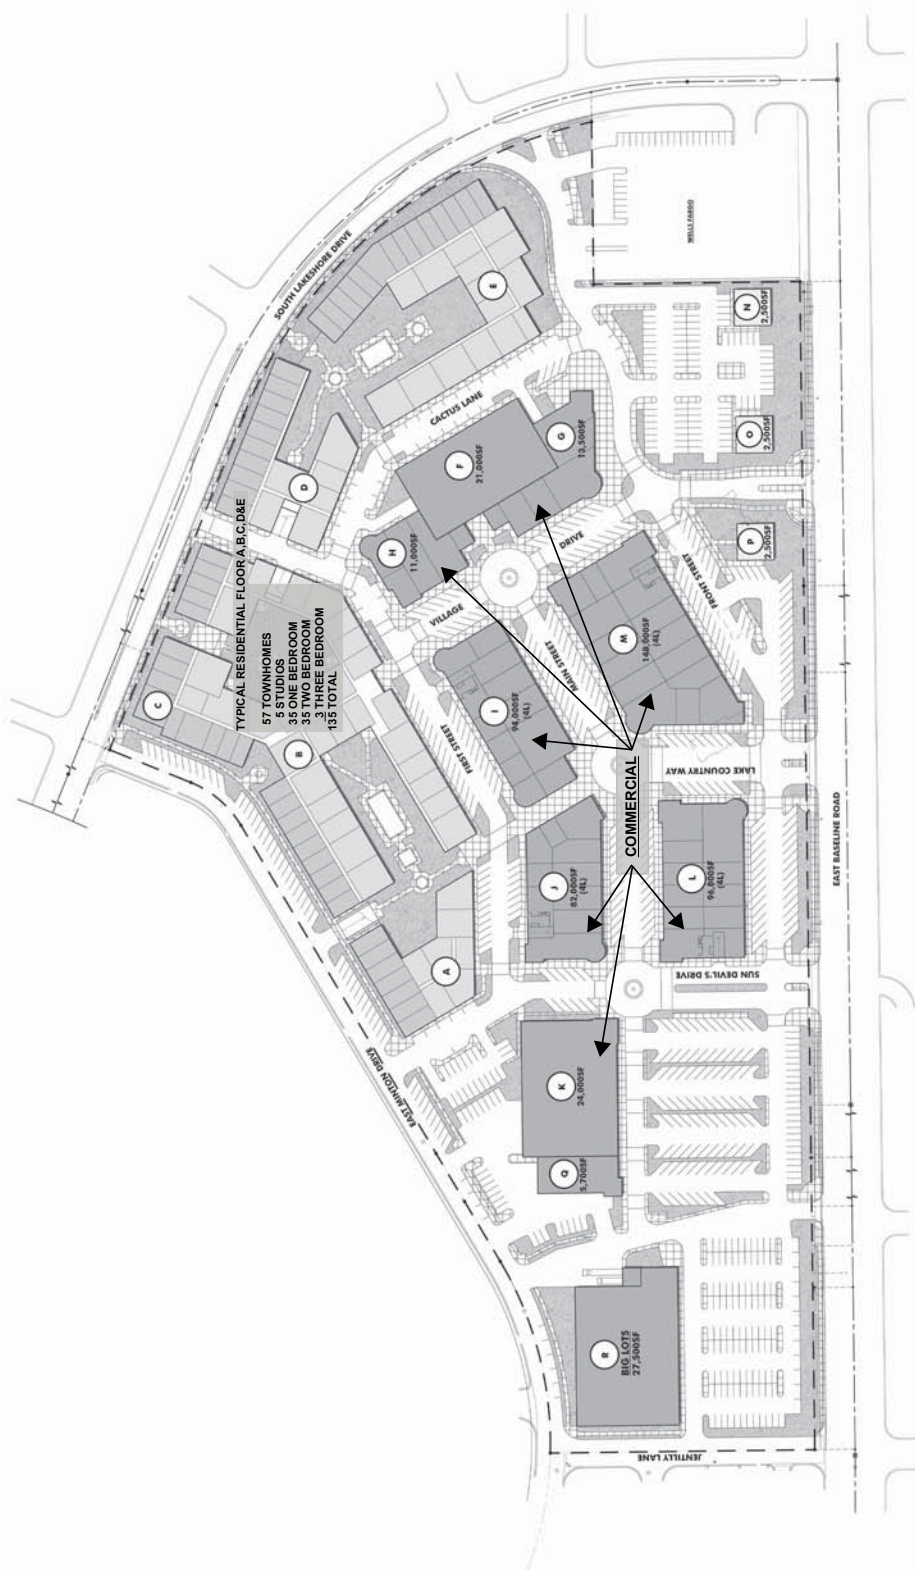 SOUTH LAKESHORE DRIVE
WELLS FARGO
E
N
2,500SF
O
2,500SF
P
2,500SF
CACTUS LANE
D
F
21,000SF
G
13,500SF
H
11,000SF
TYPICAL RESIDENTIAL FLOOR A,B,C,D&E
57 TOWNHOMES
5 STUDIOS
35 ONE BEDROOM
35 TWO BEDROOM
3 THREE BEDROOM
135 TOTAL
C
B
VILLAGE
DRIVE
FRONT STREET
MAIN STREET
FIRST STREET
I
94,000SF
(4L)
M
148,000SF
(4L)
COMMERCIAL
LAKE COUNTRY WAY
EAST BASELINE ROAD
J
82,000SF
(4L)
L
96,000SF
(4L)
A
SUN DEVIL'S DRIVE
EAST MINTON DRIVE
K
24,000SF
Q
5,700SF
R
BIG LOTS
27,500SF
JENTILLY LANE